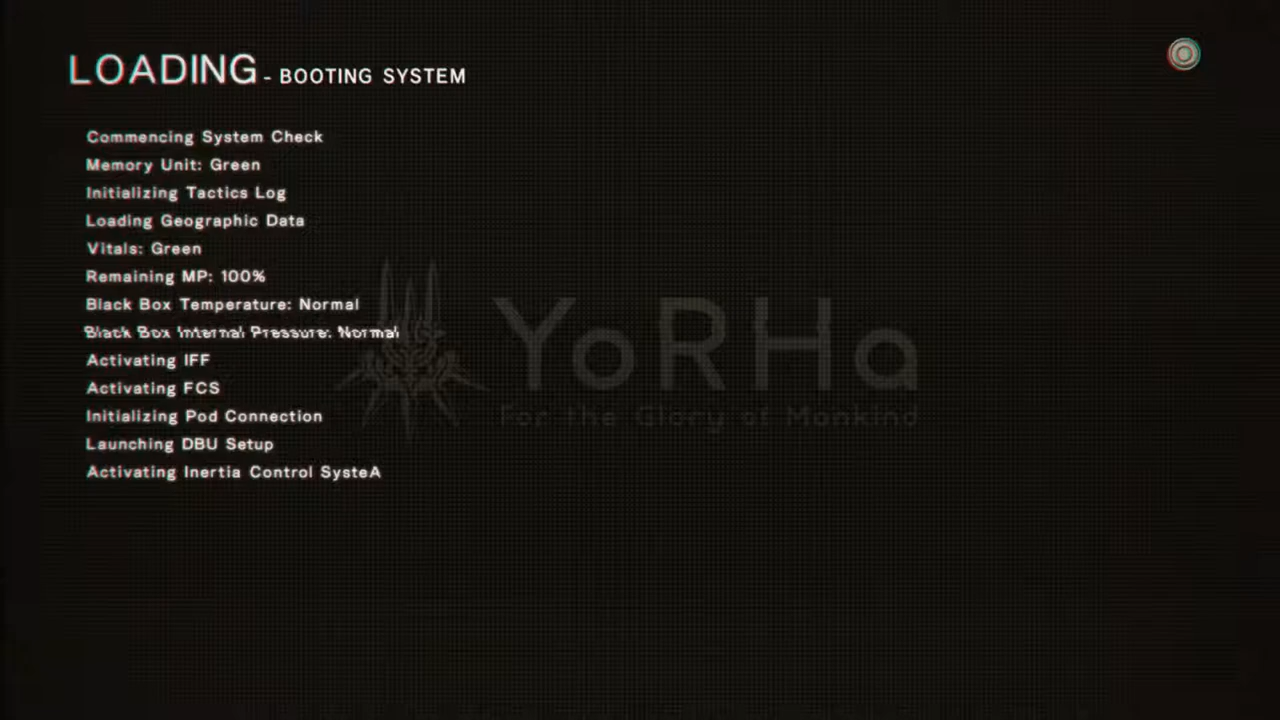 LOADING - BOOTING SYSTEM
Commencing System Check
Memory Unit: Green
Initializing Tactics Log
Loading Geographic Data
Vitals: Green
Remaining MP: 100%
Black Box Temperature: Normal
Black Box Internal Pressure: Normal
Activating IFF
Activating FCS
Initializing Pod Connection
Launching DBU Setup
Activating Inertia Control SysteA
YoRHa
For the Glory of Mankind